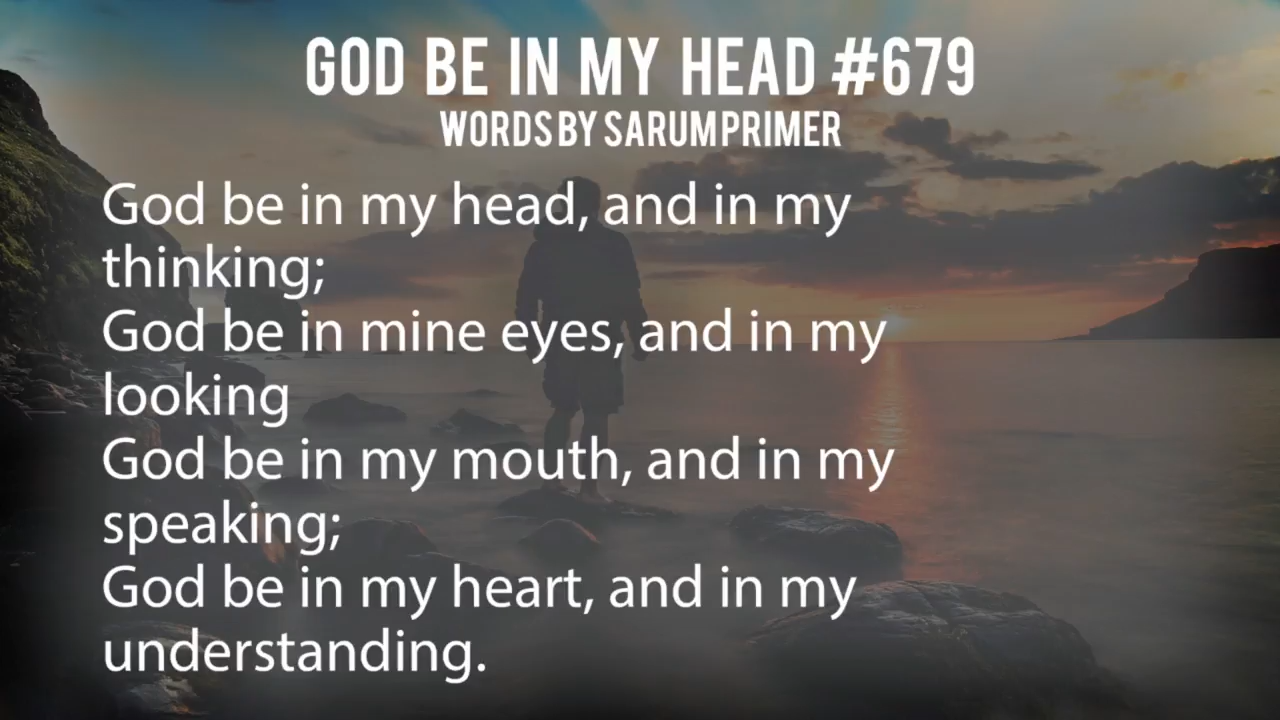 GOD BE IN MY HEAD #679
WORDS BY SARUM PRIMER
God be in my head, and in my
thinking;
God be in mine eyes, and in my
looking
God be in my mouth, and in my
speaking;
God be in my heart, and in my
understanding.